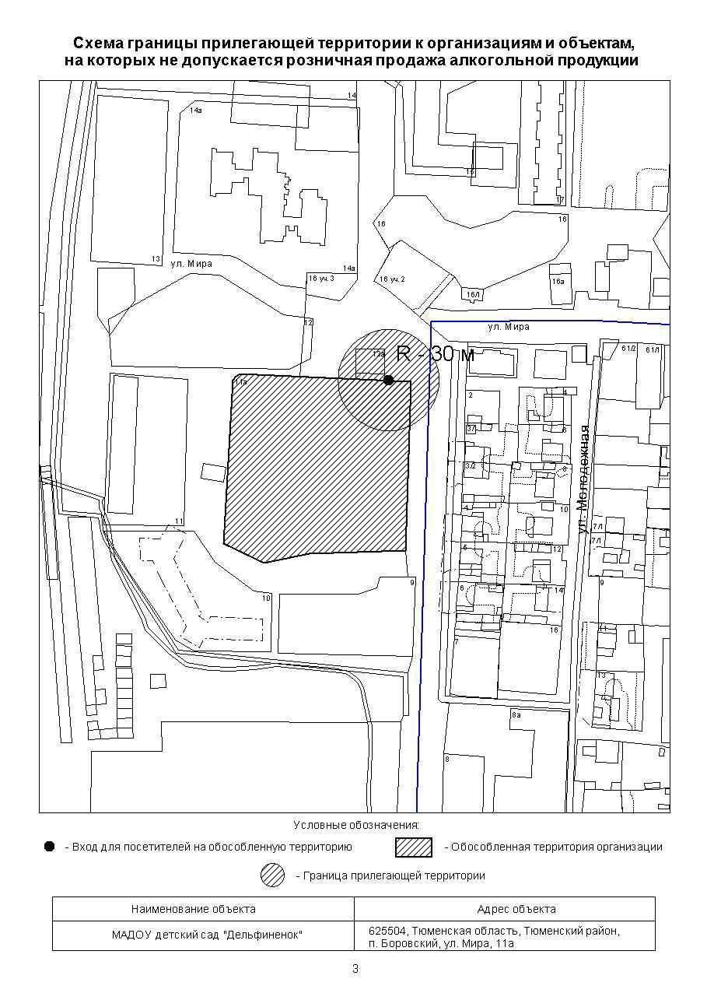 Схема границы прилегающей территории к организациям и объектам,
на которых не допускается розничная продажа алкогольной продукции
14
14а
15
17
16
16
13
ул. Мира
14а
16 уч.3
16 уч.2
16а
16/1
12
ул. Мира
12а
R - 30 м
61/2
61/1
11а
2
4
37
6
3/2
8
ул. Молодежная
4
10
11
7/1
7/1
5
12
9
9
6
14
10
16
7
11
13
8а
8
Условные обозначения:
- Вход для посетителей на обособленную территорию
- Обособленная территория организации
- Граница прилегающей территории
Наименование объекта
Адрес объекта
МАДОУ детский сад "Дельфиненок"
625504, Тюменская область, Тюменский район,
п. Боровский, ул. Мира, 11а
3